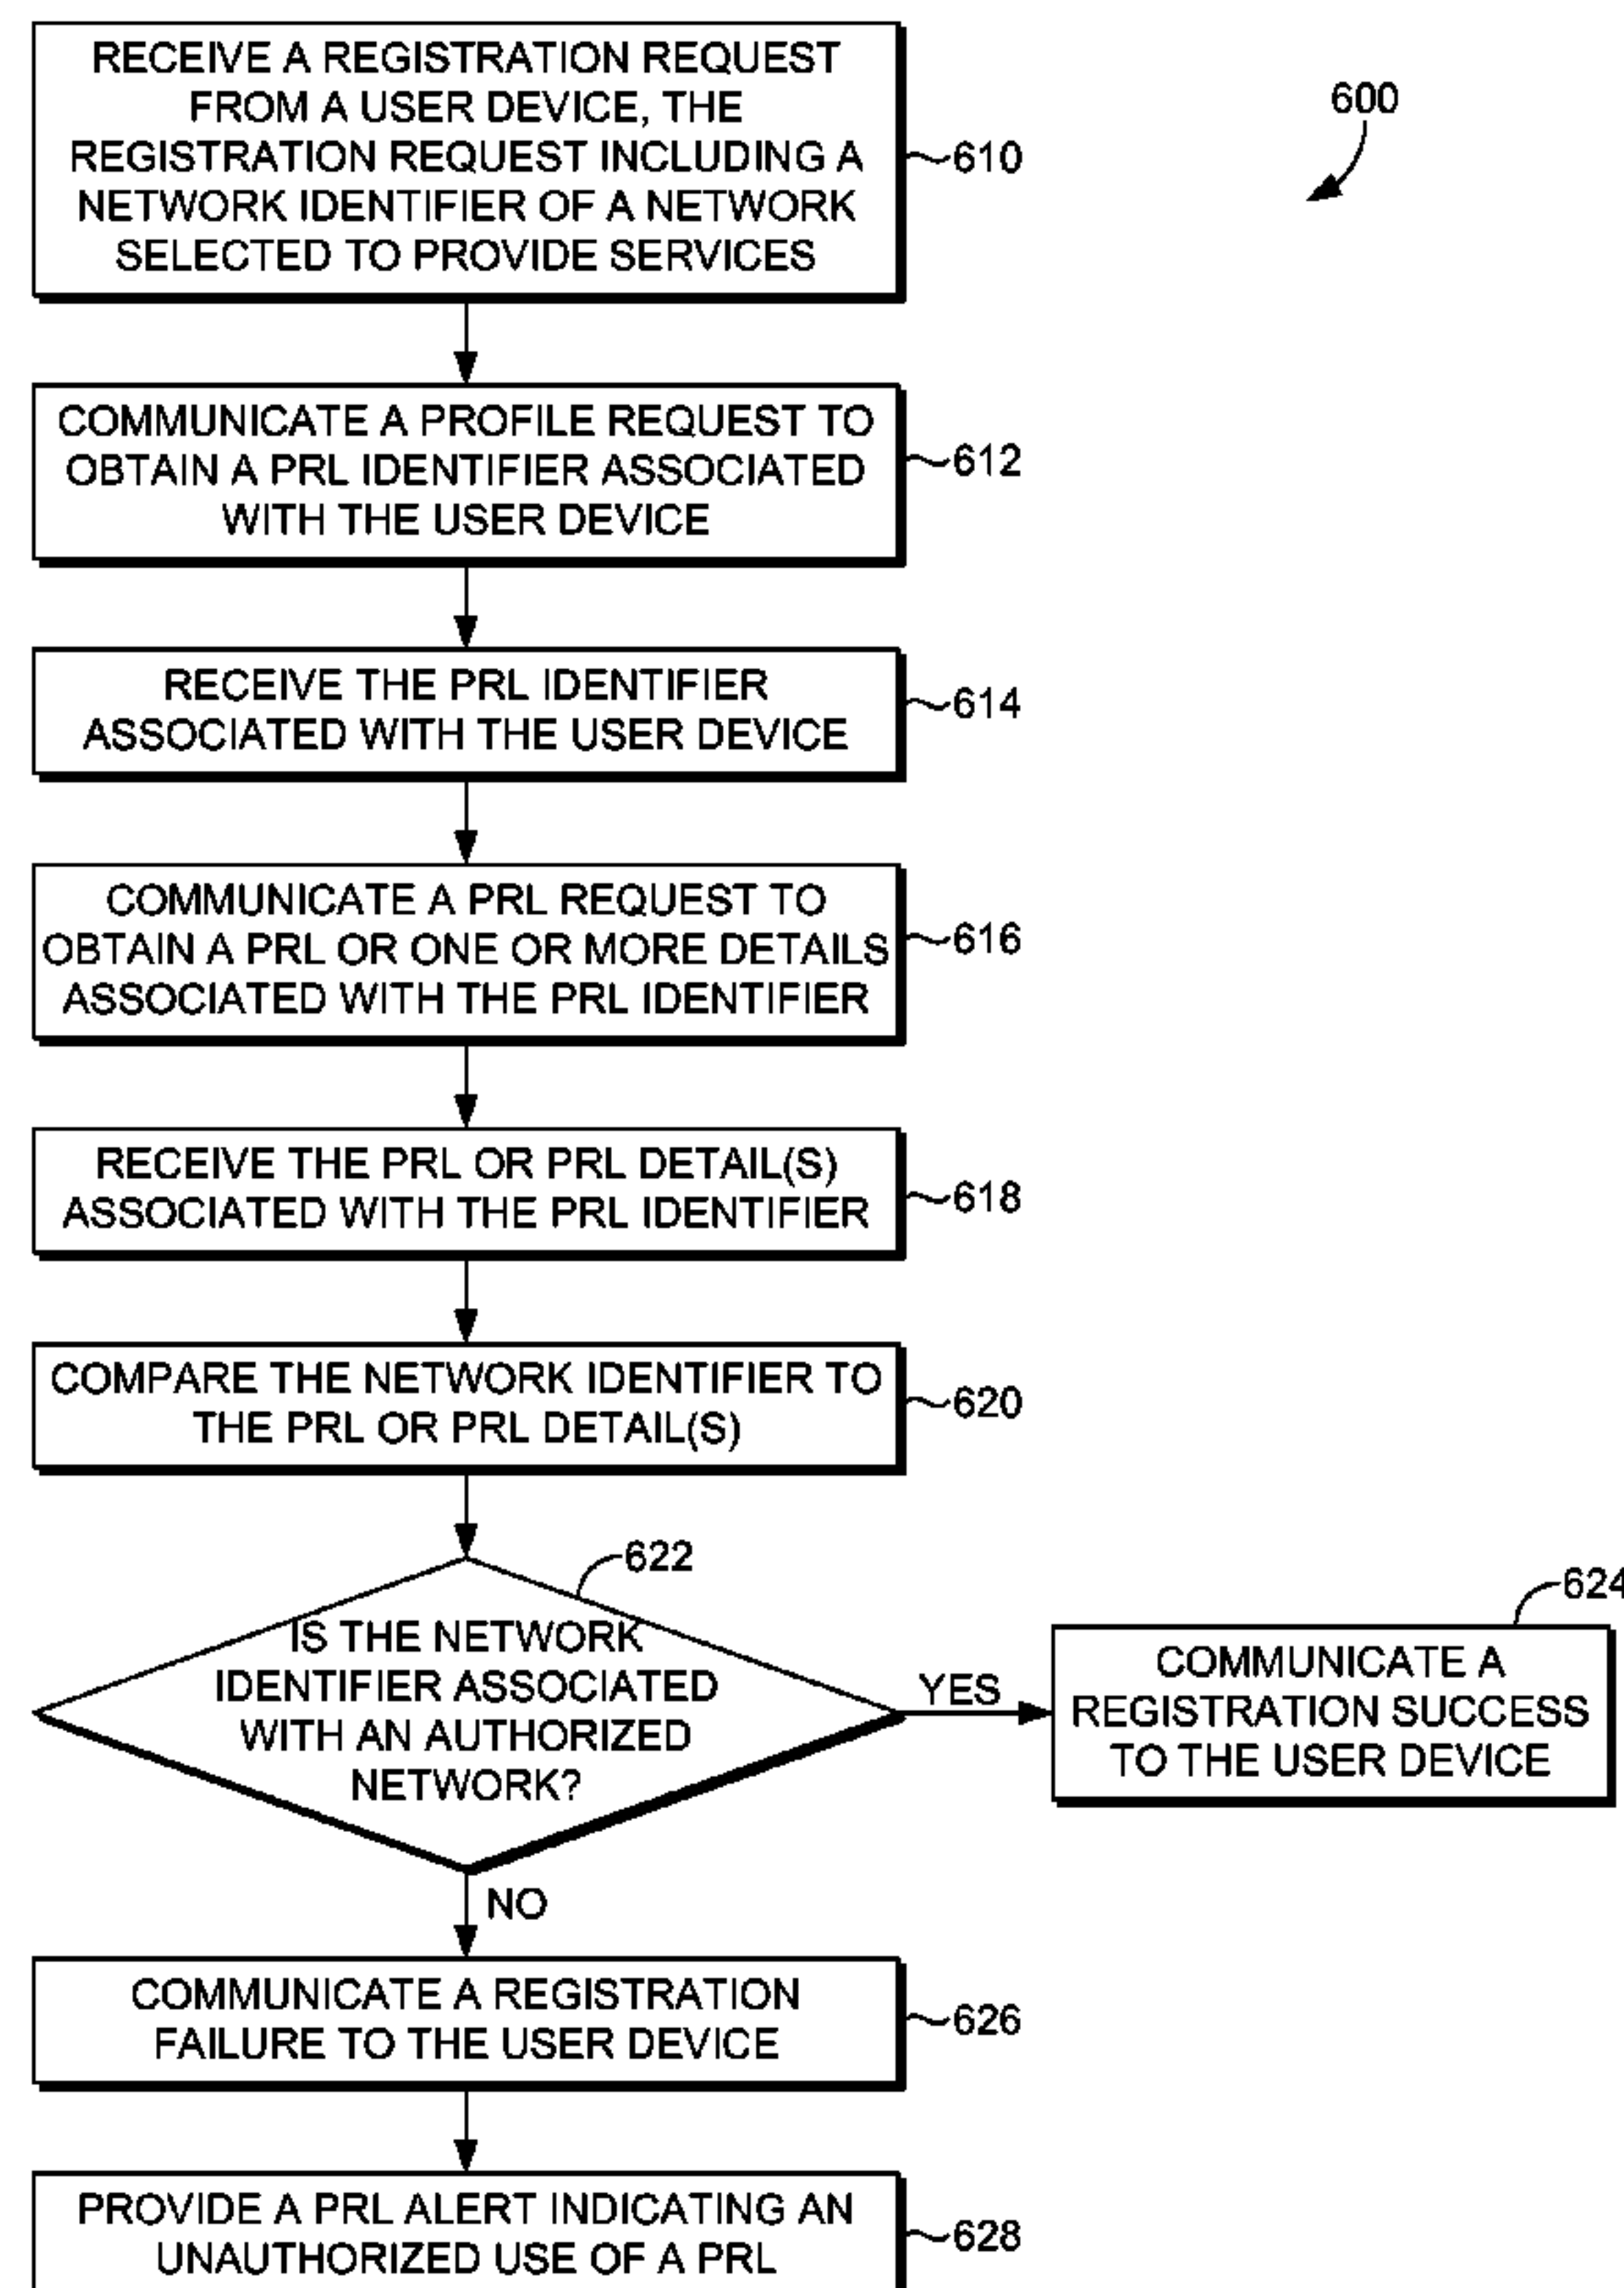 600
RECEIVE A REGISTRATION REQUEST
FROM A USER DEVICE, THE
REGISTRATION REQUEST INCLUDING A
NETWORK IDENTIFIER OF A NETWORK
SELECTED TO PROVIDE SERVICES
610
COMMUNICATE A PROFILE REQUEST TO
OBTAIN A PRL IDENTIFIER ASSOCIATED
WITH THE USER DEVICE
612
RECEIVE THE PRL IDENTIFIER
ASSOCIATED WITH THE USER DEVICE
614
COMMUNICATE A PRL REQUEST TO
OBTAIN A PRL OR ONE OR MORE DETAILS
ASSOCIATED WITH THE PRL IDENTIFIER
616
RECEIVE THE PRL OR PRL DETAIL(S)
ASSOCIATED WITH THE PRL IDENTIFIER
618
COMPARE THE NETWORK IDENTIFIER TO
THE PRL OR PRL DETAIL(S)
620
622
IS THE NETWORK
IDENTIFIER ASSOCIATED
WITH AN AUTHORIZED
NETWORK?
YES
624
COMMUNICATE A
REGISTRATION SUCCESS
TO THE USER DEVICE
NO
COMMUNICATE A REGISTRATION
FAILURE TO THE USER DEVICE
626
PROVIDE A PRL ALERT INDICATING AN
UNAUTHORIZED USE OF A PRL
628